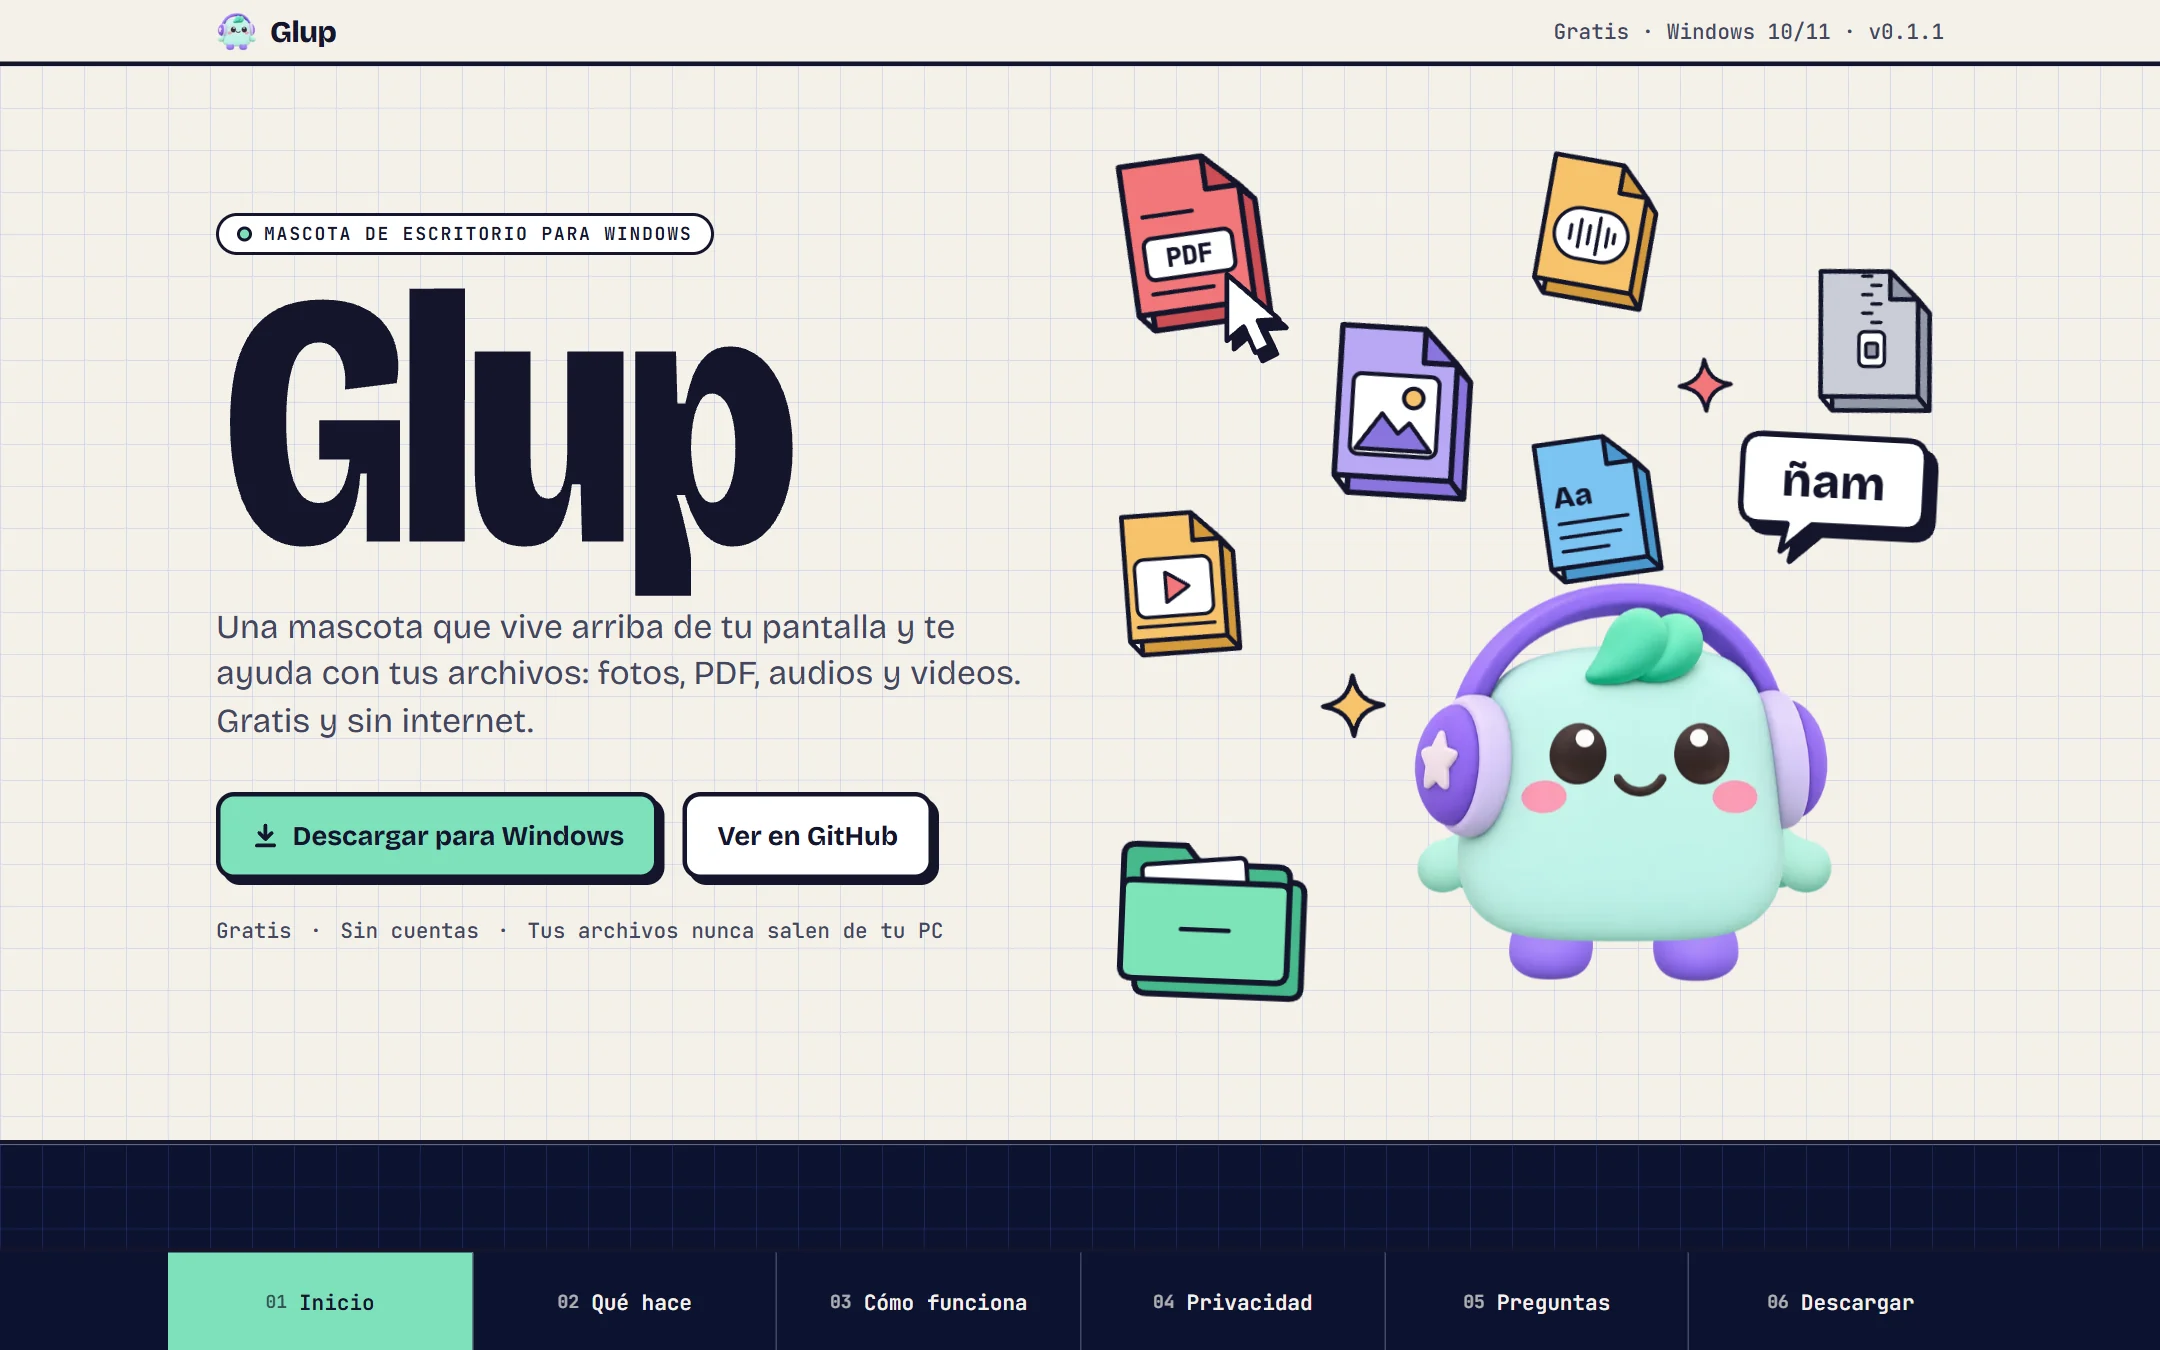 Glup
Gratis · Windows 10/11 · v0.1.1
MASCOTA DE ESCRITORIO PARA WINDOWS
Glup
Una mascota que vive arriba de tu pantalla y te
ayuda con tus archivos: fotos, PDF, audios y videos.
Gratis y sin internet.
Descargar para Windows
Ver en GitHub
Gratis · Sin cuentas · Tus archivos nunca salen de tu PC
PDF
Aa
ñam
01 Inicio
02 Qué hace
03 Cómo funciona
04 Privacidad
05 Preguntas
06 Descargar